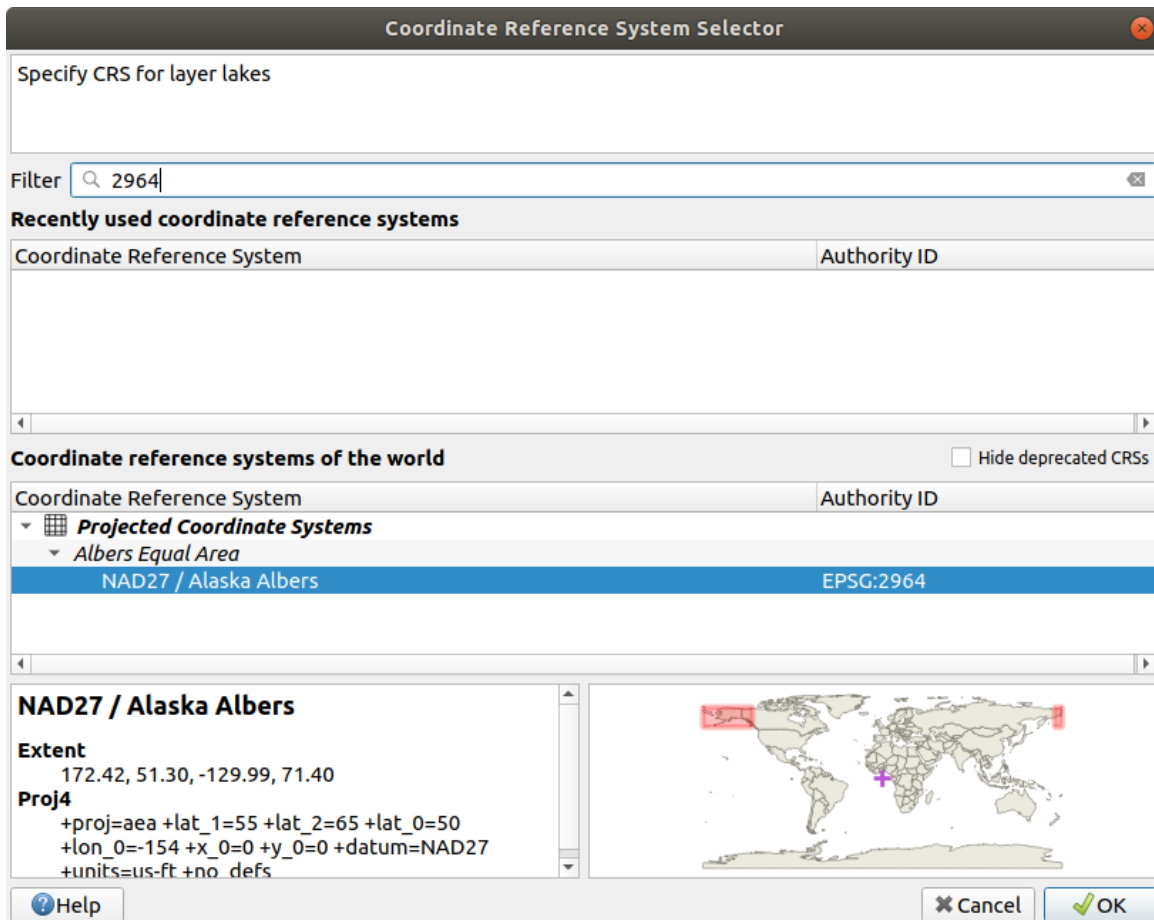 Coordinate Reference System Selector
Specify CRS for layer lakes
Filter 2964
Recently used coordinate reference systems
Coordinate Reference System Authority ID
Coordinate reference systems of the world Hide deprecated CRSs
Coordinate Reference System Authority ID
Projected Coordinate Systems
Albers Equal Area
NAD27 / Alaska Albers EPSG:2964
NAD27 / Alaska Albers
Extent
172.42, 51.30, -129.99, 71.40
Proj4
+proj=aea +lat_1=55 +lat_2=65 +lat_0=50
+lon_0=-154 +x_0=0 +y_0=0 +datum=NAD27
+units=us-ft +no_defs
Help Cancel OK